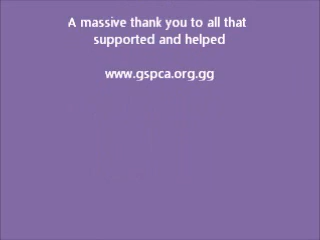 A massive thank you to all that
supported and helped
www.gspca.org.gg